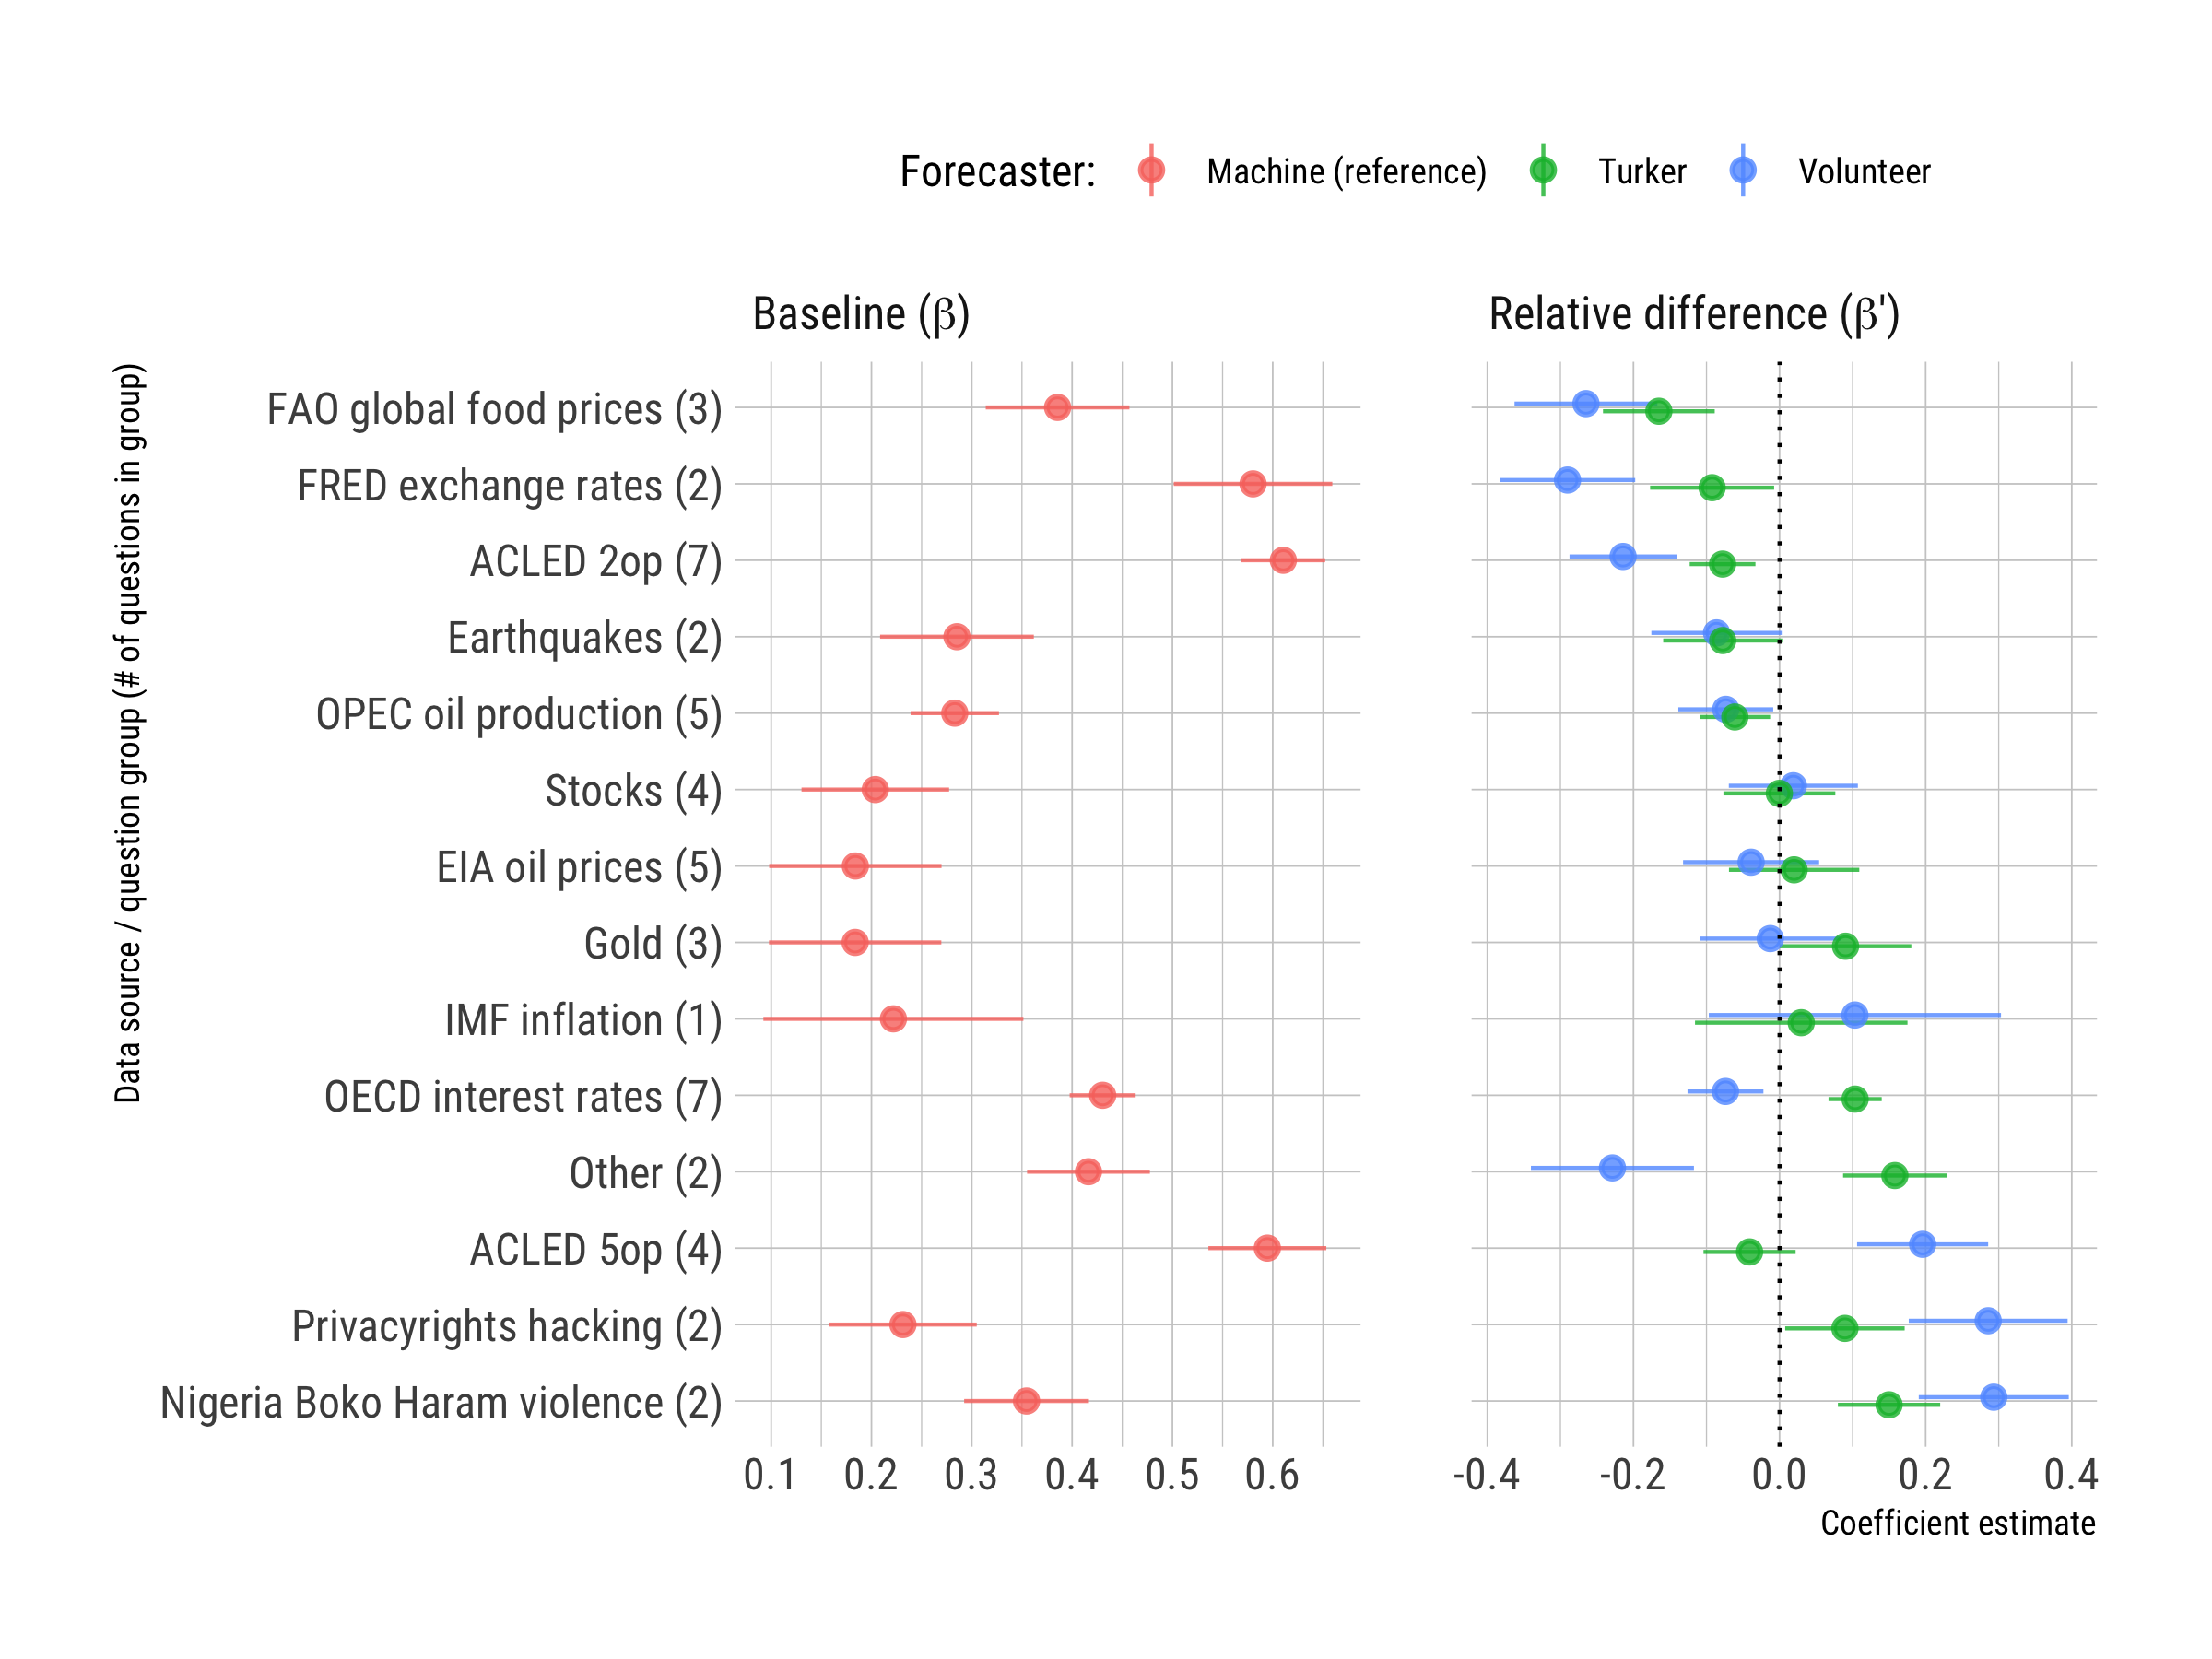 Forecaster: Machine (reference) Turker Volunteer
Baseline (β) Relative difference (β')
Data source / question group (# of questions in group)
FAO global food prices (3)
FRED exchange rates (2)
ACLED 2op (7)
Earthquakes (2)
OPEC oil production (5)
Stocks (4)
EIA oil prices (5)
Gold (3)
IMF inflation (1)
OECD interest rates (7)
Other (2)
ACLED 5op (4)
Privacyrights hacking (2)
Nigeria Boko Haram violence (2)
0.1 0.2 0.3 0.4 0.5 0.6 -0.4 -0.2 0.0 0.2 0.4
Coefficient estimate